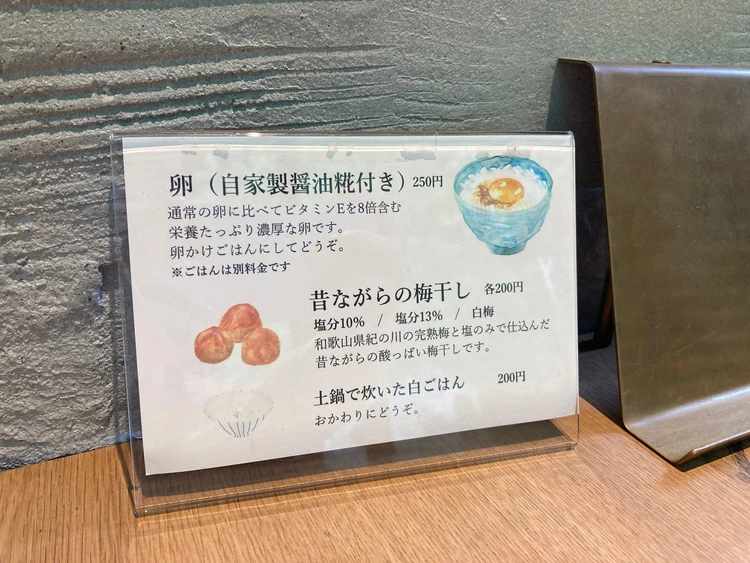 卵（自家製醤油糀付き）250円
通常の卵に比べてビタミンEを8倍含む
栄養たっぷり濃厚な卵です。
卵かけごはんにしてどうぞ。
※ごはんは別料金です
昔ながらの梅干し 各200円
塩分10% / 塩分13% / 白梅
和歌山県紀の川の完熟梅と塩のみで仕込んだ
昔ながらの酸っぱい梅干しです。
土鍋で炊いた白ごはん 200円
おかわりにどうぞ。